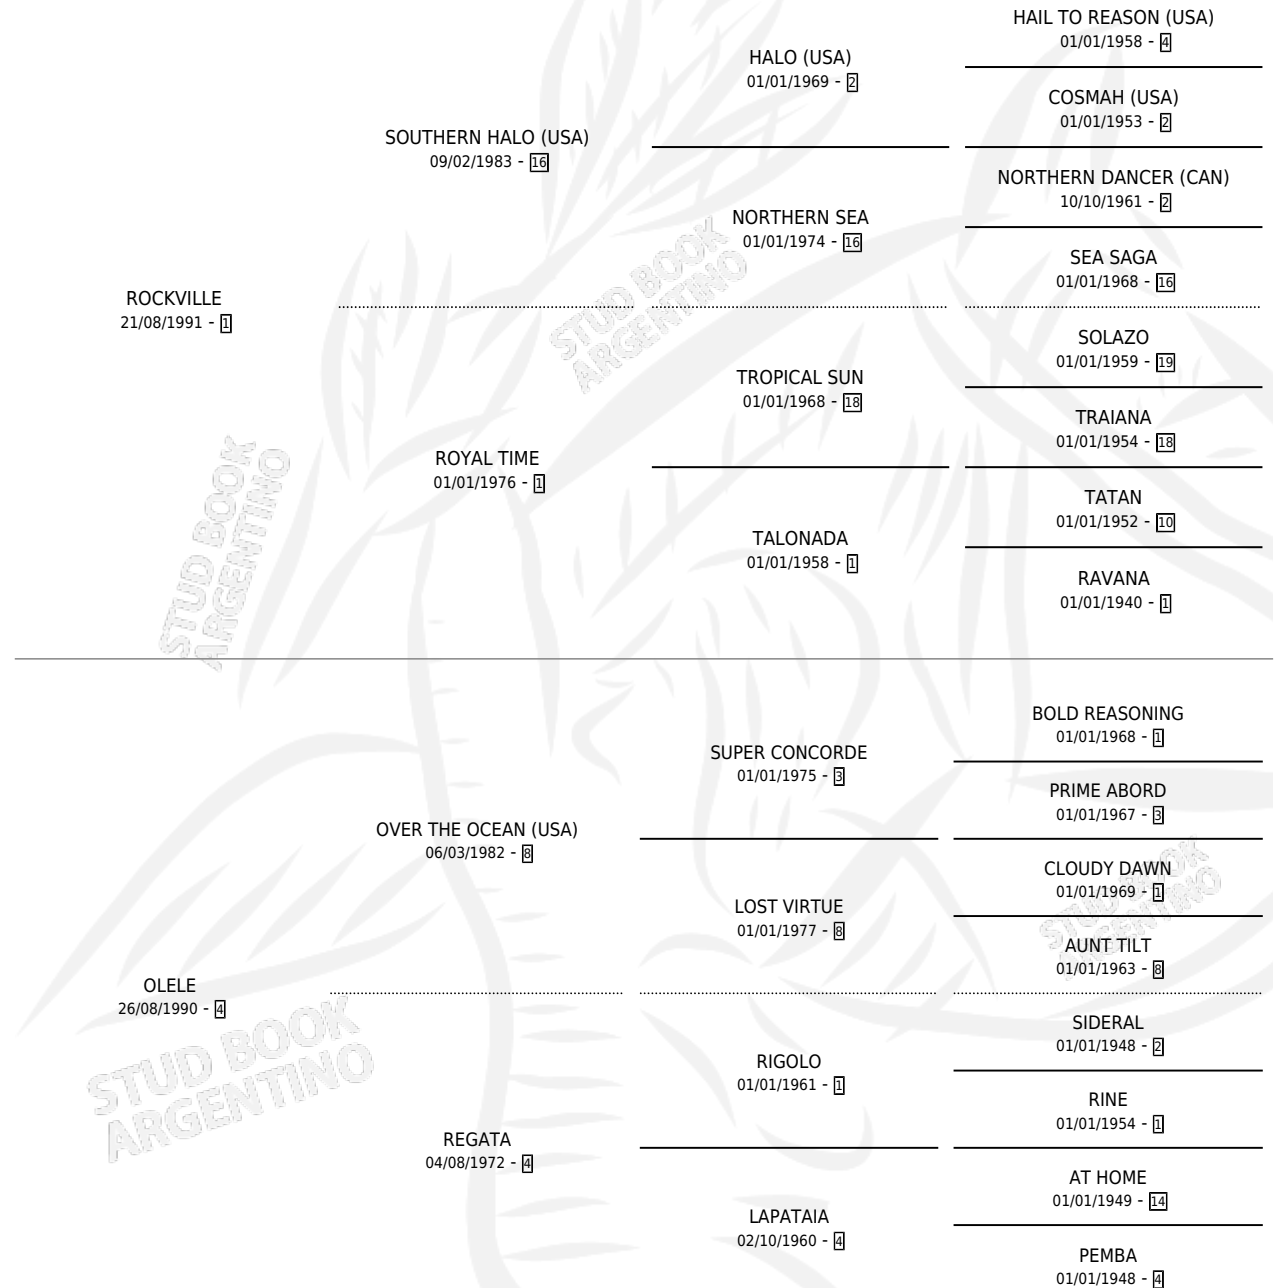 HAIL TO REASON (USA)
01/01/1958 - 4
HALO (USA)
01/01/1969 - 2
COSMAH (USA)
01/01/1953 - 2
SOUTHERN HALO (USA)
09/02/1983 - 16
NORTHERN DANCER (CAN)
10/10/1961 - 2
NORTHERN SEA
01/01/1974 - 16
SEA SAGA
01/01/1968 - 16
ROCKVILLE
21/08/1991 - 1
SOLAZO
01/01/1959 - 19
TROPICAL SUN
01/01/1968 - 18
TRAIANA
01/01/1954 - 18
ROYAL TIME
01/01/1976 - 1
TATAN
01/01/1952 - 10
TALONADA
01/01/1958 - 1
RAVANA
01/01/1940 - 1
STUD BOOK
ARGENTINO
STUD BOOK
ARGENTINO
BOLD REASONING
01/01/1968 - 1
SUPER CONCORDE
01/01/1975 - 3
PRIME ABORD
01/01/1967 - 3
OVER THE OCEAN (USA)
06/03/1982 - 8
CLOUDY DAWN
01/01/1969 - 1
LOST VIRTUE
01/01/1977 - 8
AUNT TILT
01/01/1963 - 8
OLELE
26/08/1990 - 4
SIDERAL
01/01/1948 - 2
RIGOLO
01/01/1961 - 1
RINE
01/01/1954 - 1
REGATA
04/08/1972 - 4
AT HOME
01/01/1949 - 14
LAPATAIA
02/10/1960 - 4
PEMBA
01/01/1948 - 4
STUD BOOK
ARGENTINO
STUD BOOK
ARGENTINO